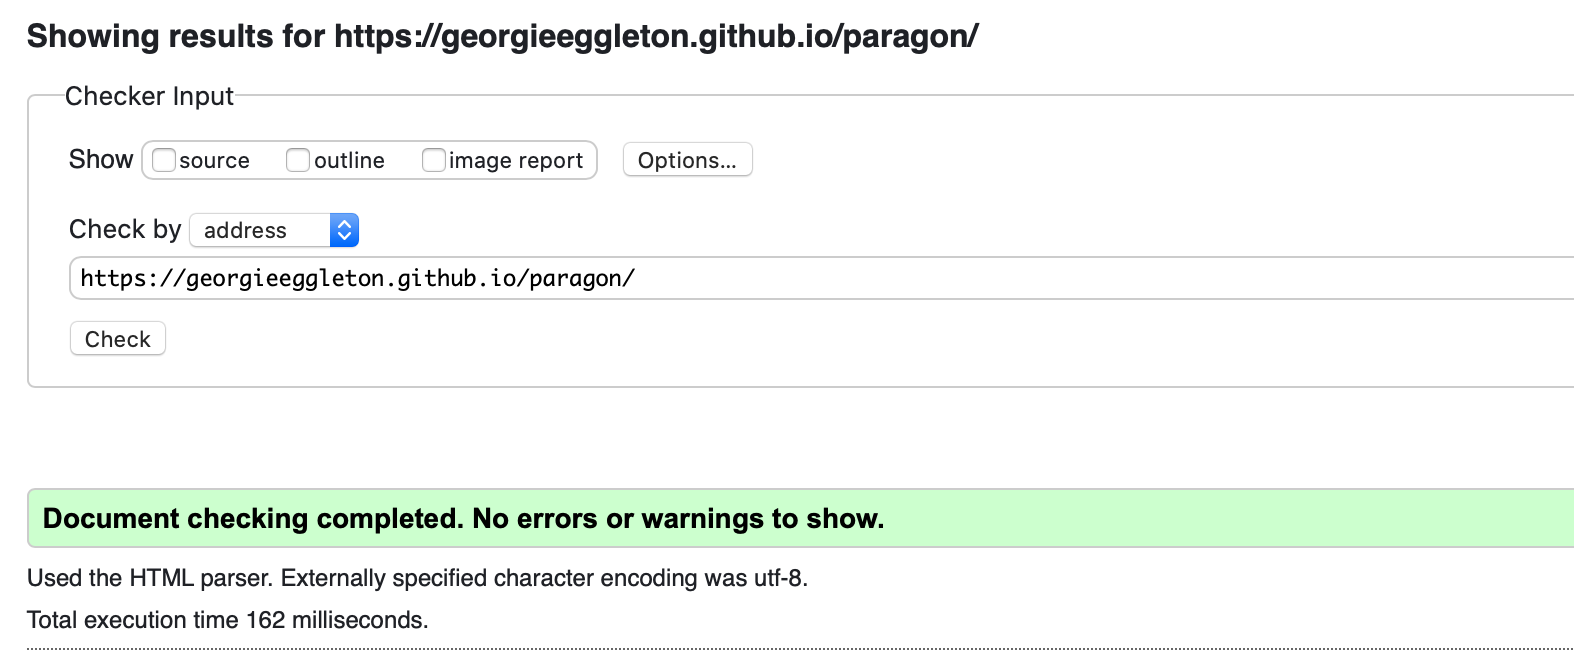 Showing results for https://georgieeggleton.github.io/paragon/
Checker Input
Show source outline image report Options...
Check by address
https://georgieeggleton.github.io/paragon/
Check
Document checking completed. No errors or warnings to show.
Used the HTML parser. Externally specified character encoding was utf-8.
Total execution time 162 milliseconds.